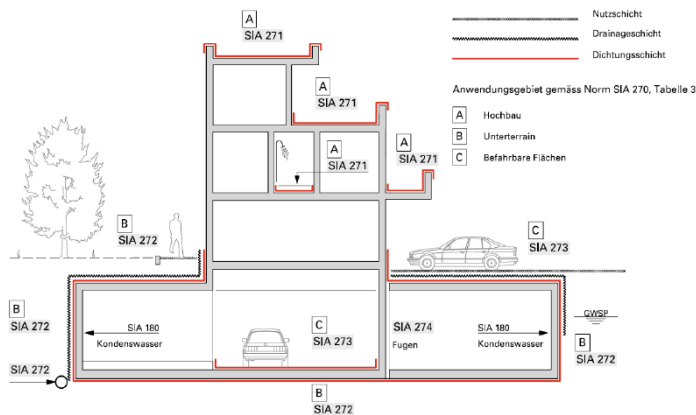 A
SIA 271
Nutzschicht
Drainageschicht
Dichtungsschicht
A
SIA 271
Anwendungsgebiet gemäss Norm SIA 270, Tabelle 3
A Hochbau
B Unterterrain
C Befahrbare Flächen
A
SIA 271
A
SIA 271
B
SIA 272
C
SIA 273
B
SIA 272
SIA 180
Kondenswasser
C
SIA 273
SIA 274
Fugen
SIA 180
Kondenswasser
GWSP
B
SIA 272
SIA 272
B
SIA 272